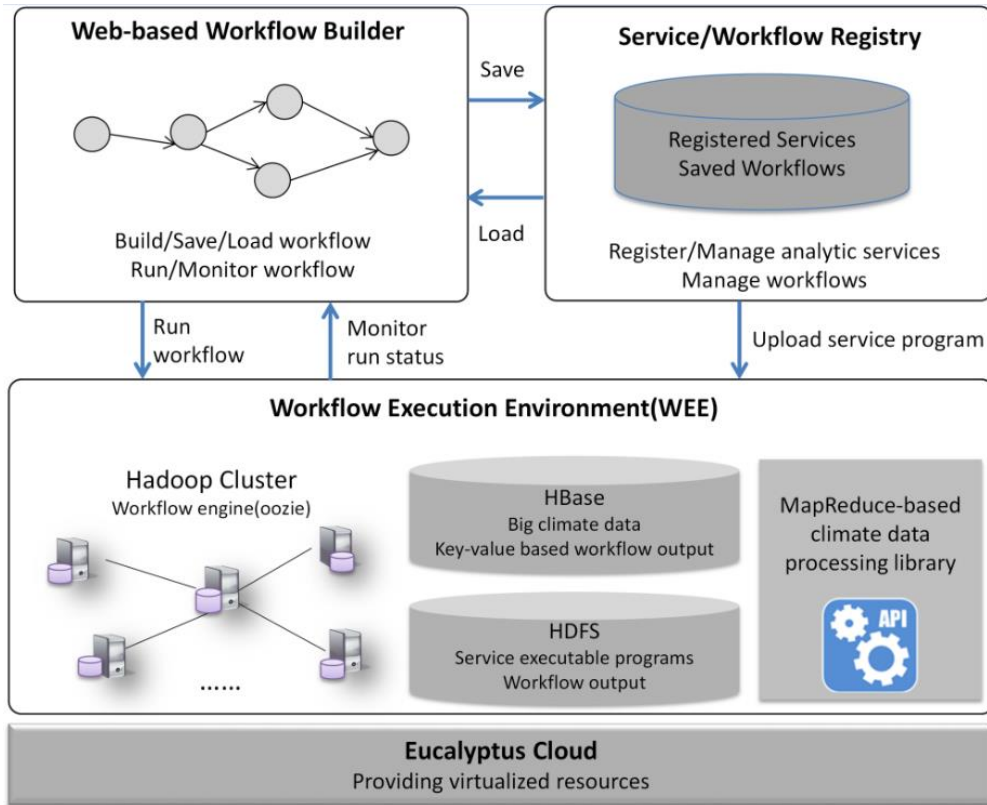 Web-based Workflow Builder
Build/Save/Load workflow
Run/Monitor workflow
Save
Load
Service/Workflow Registry
Registered Services
Saved Workflows
Register/Manage analytic services
Manage workflows
Run
workflow
Monitor
run status
Upload service program
Workflow Execution Environment(WEE)
Hadoop Cluster
Workflow engine(oozie)
......
HBase
Big climate data
Key-value based workflow output
HDFS
Service executable programs
Workflow output
MapReduce-based
climate data
processing library
API
Eucalyptus Cloud
Providing virtualized resources